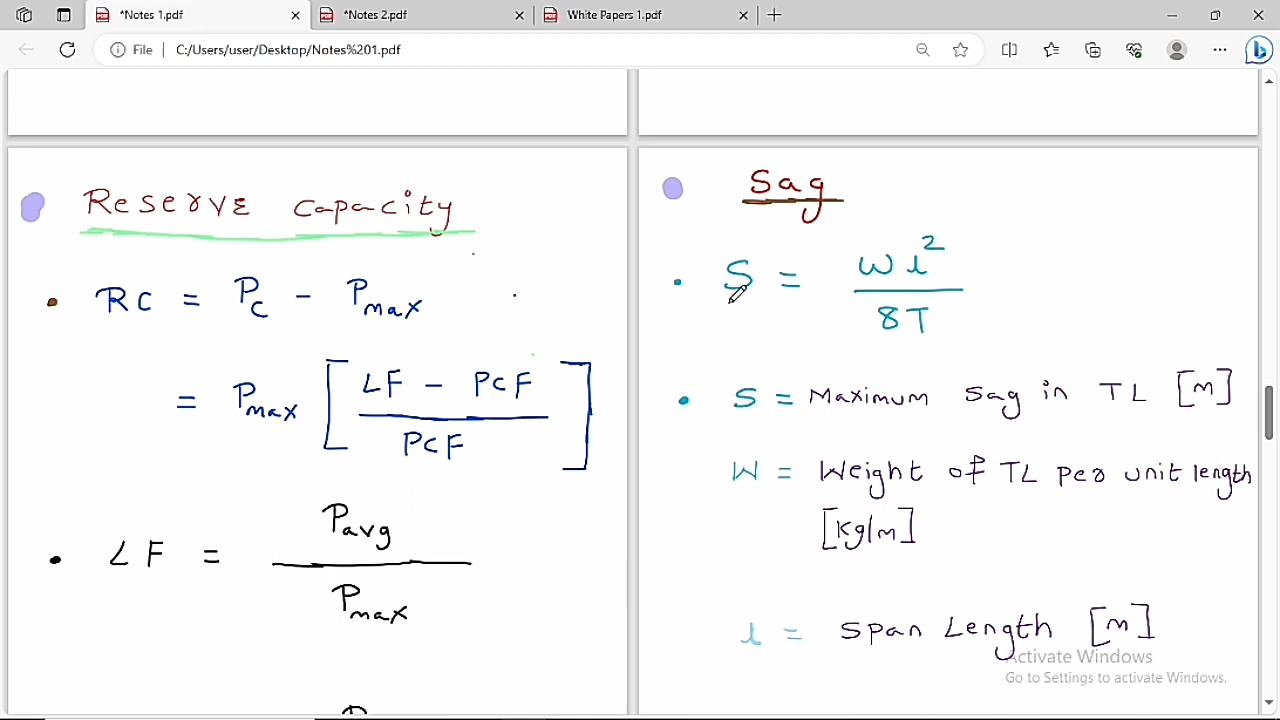 *Notes 1.pdf
*Notes 2.pdf
White Papers 1.pdf
File
C:/Users/user/Desktop/Notes%201.pdf
Reserve Capacity
RC = Pc - Pmax
= Pmax [ LF - PCF / PCF ]
LF = Pavg / Pmax
Sag
S = wl² / 8T
S = Maximum Sag in TL [m]
W = Weight of TL per unit length
[Kg/m]
l = Span Length [m]
Activate Windows
Go to Settings to activate Windows.